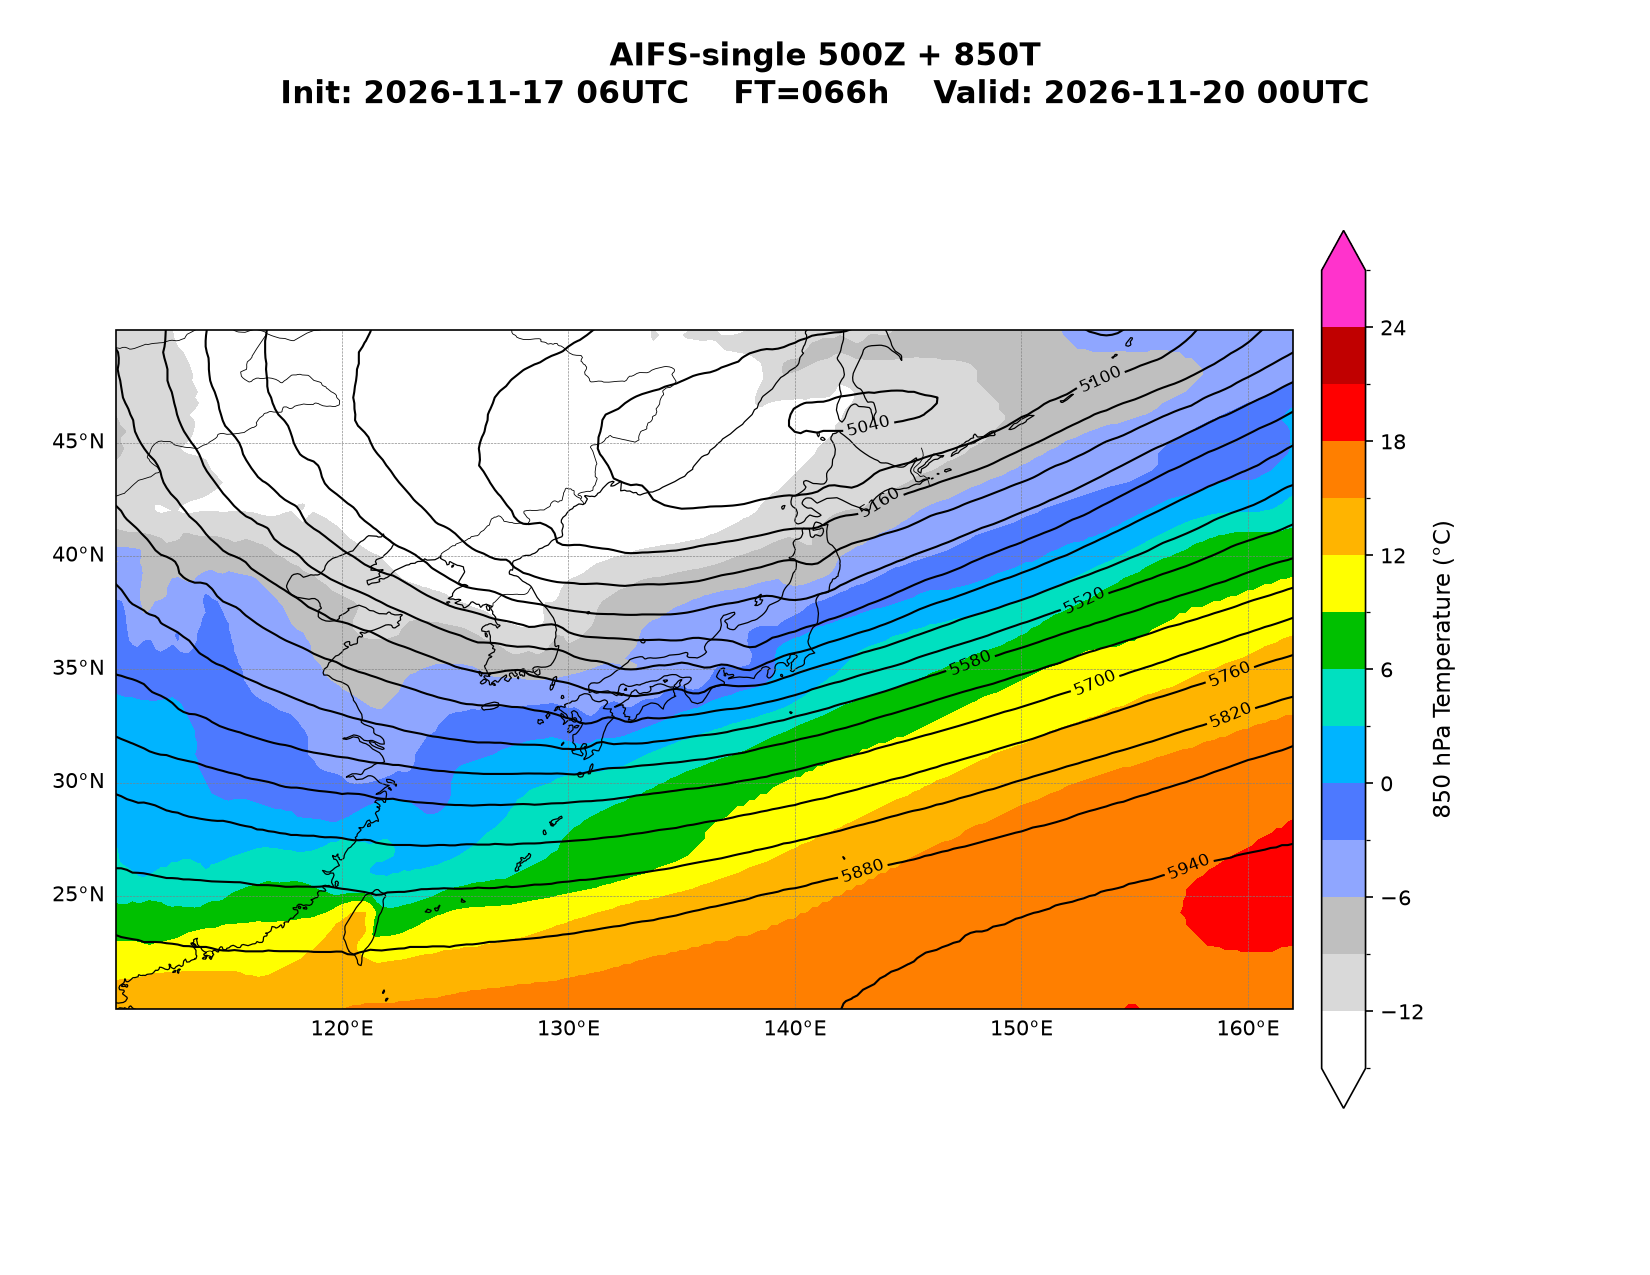 AIFS-single 500Z + 850T
Init: 2026-11-17 06UTC    FT=066h    Valid: 2026-11-20 00UTC
5100
5040
45°N
5160
40°N
5520
35°N
5580
5700
5760
5820
30°N
5880
5940
25°N
120°E
130°E
140°E
150°E
160°E
24
18
12
6
0
−6
−12
850 hPa Temperature (°C)